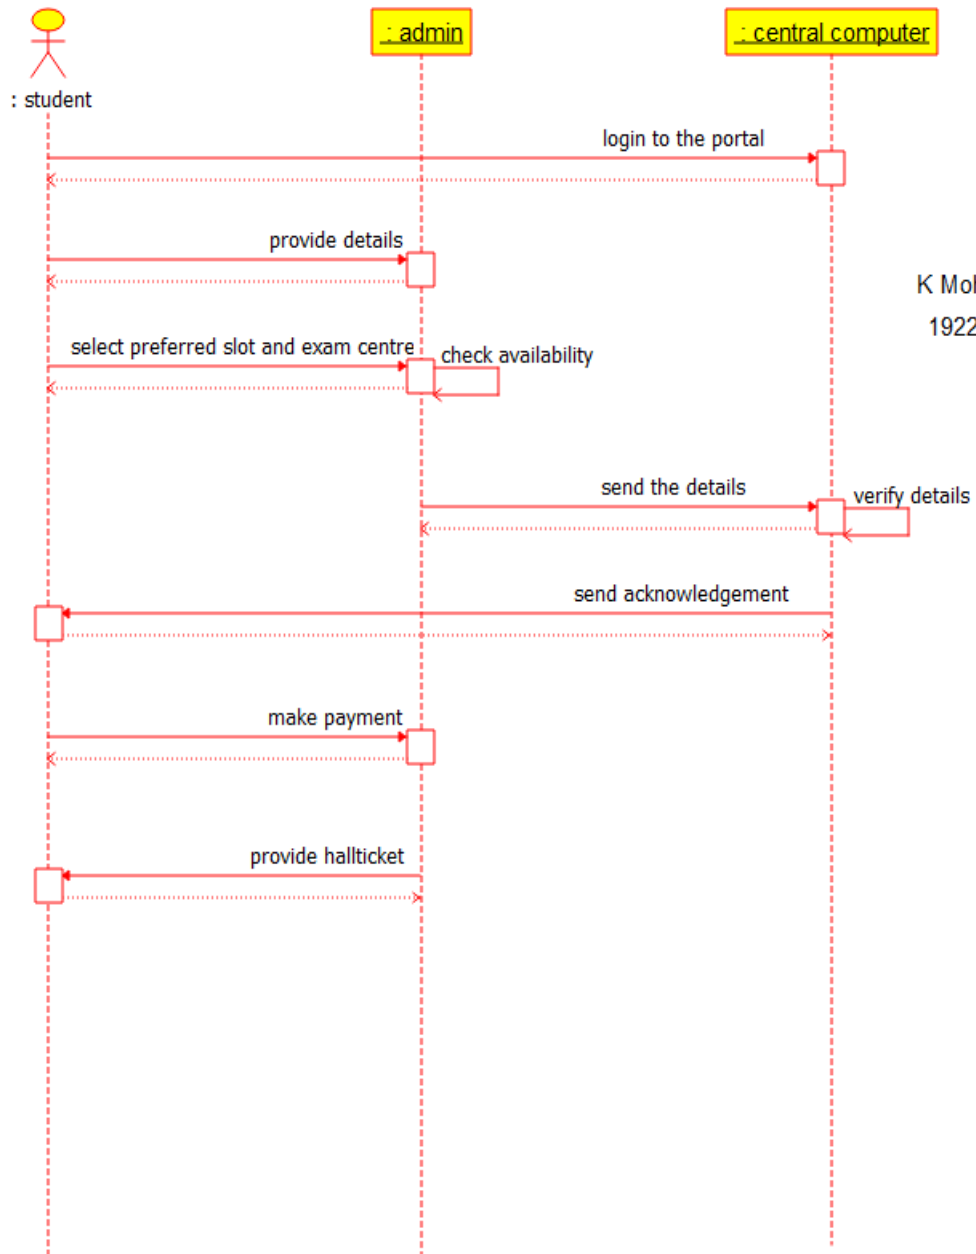 : admin
: central computer
: student
login to the portal
provide details
K Mo
1922
select preferred slot and exam centre
check availability
send the details
verify details
send acknowledgement
make payment
provide hallticket